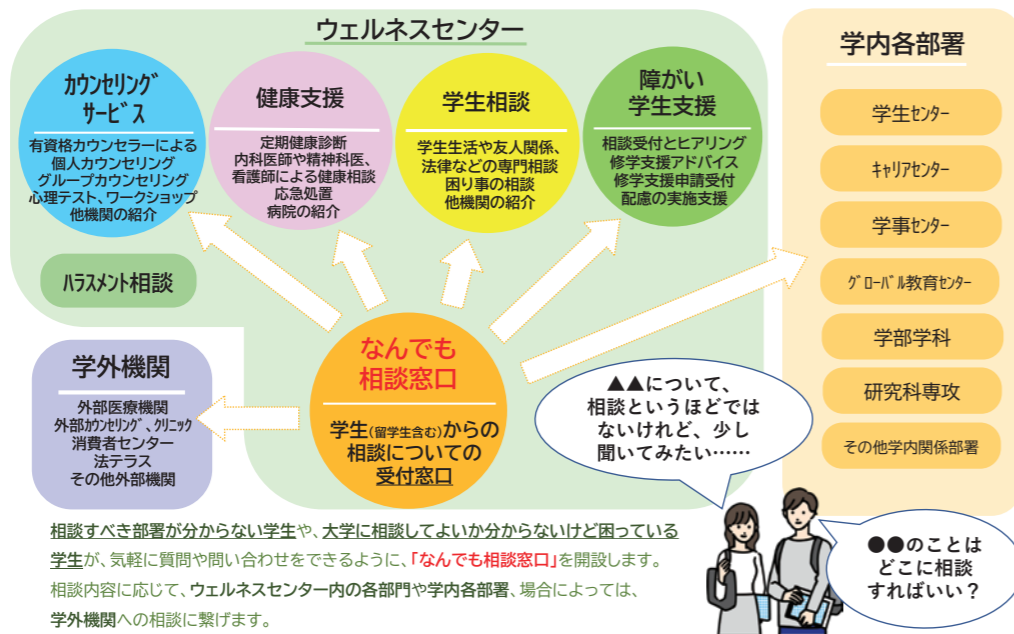 ウェルネスセンター
カウンセリング
サービス
有資格カウンセラーによる
個人カウンセリング
グループカウンセリング
心理テスト、ワークショップ
他機関の紹介
健康支援
定期健康診断
内科医師や精神科医、
看護師による健康相談
応急処置
病院の紹介
学生相談
学生生活や友人関係、
法律などの専門相談
困り事の相談
他機関の紹介
障がい
学生支援
相談受付とヒアリング
修学支援アドバイス
修学支援申請受付
配慮の実施支援
ハラスメント相談
学内各部署
学生センター
キャリアセンター
学事センター
グローバル教育センター
学部学科
研究科専攻
その他学内関係部署
学外機関
外部医療機関
外部カウンセリング、クリニック
消費者センター
法テラス
その他外部機関
なんでも
相談窓口
学生(留学生含む)からの
相談についての
受付窓口
▲▲について、
相談というほどでは
ないけれど、少し
聞いてみたい……
●●のことは
どこに相談
すればいい？
相談すべき部署が分からない学生や、大学に相談してよいか分からないけど困っている
学生が、気軽に質問や問い合わせをできるように、「なんでも相談窓口」を開設します。
相談内容に応じて、ウェルネスセンター内の各部門や学内各部署、場合によっては、
学外機関への相談に繋げます。